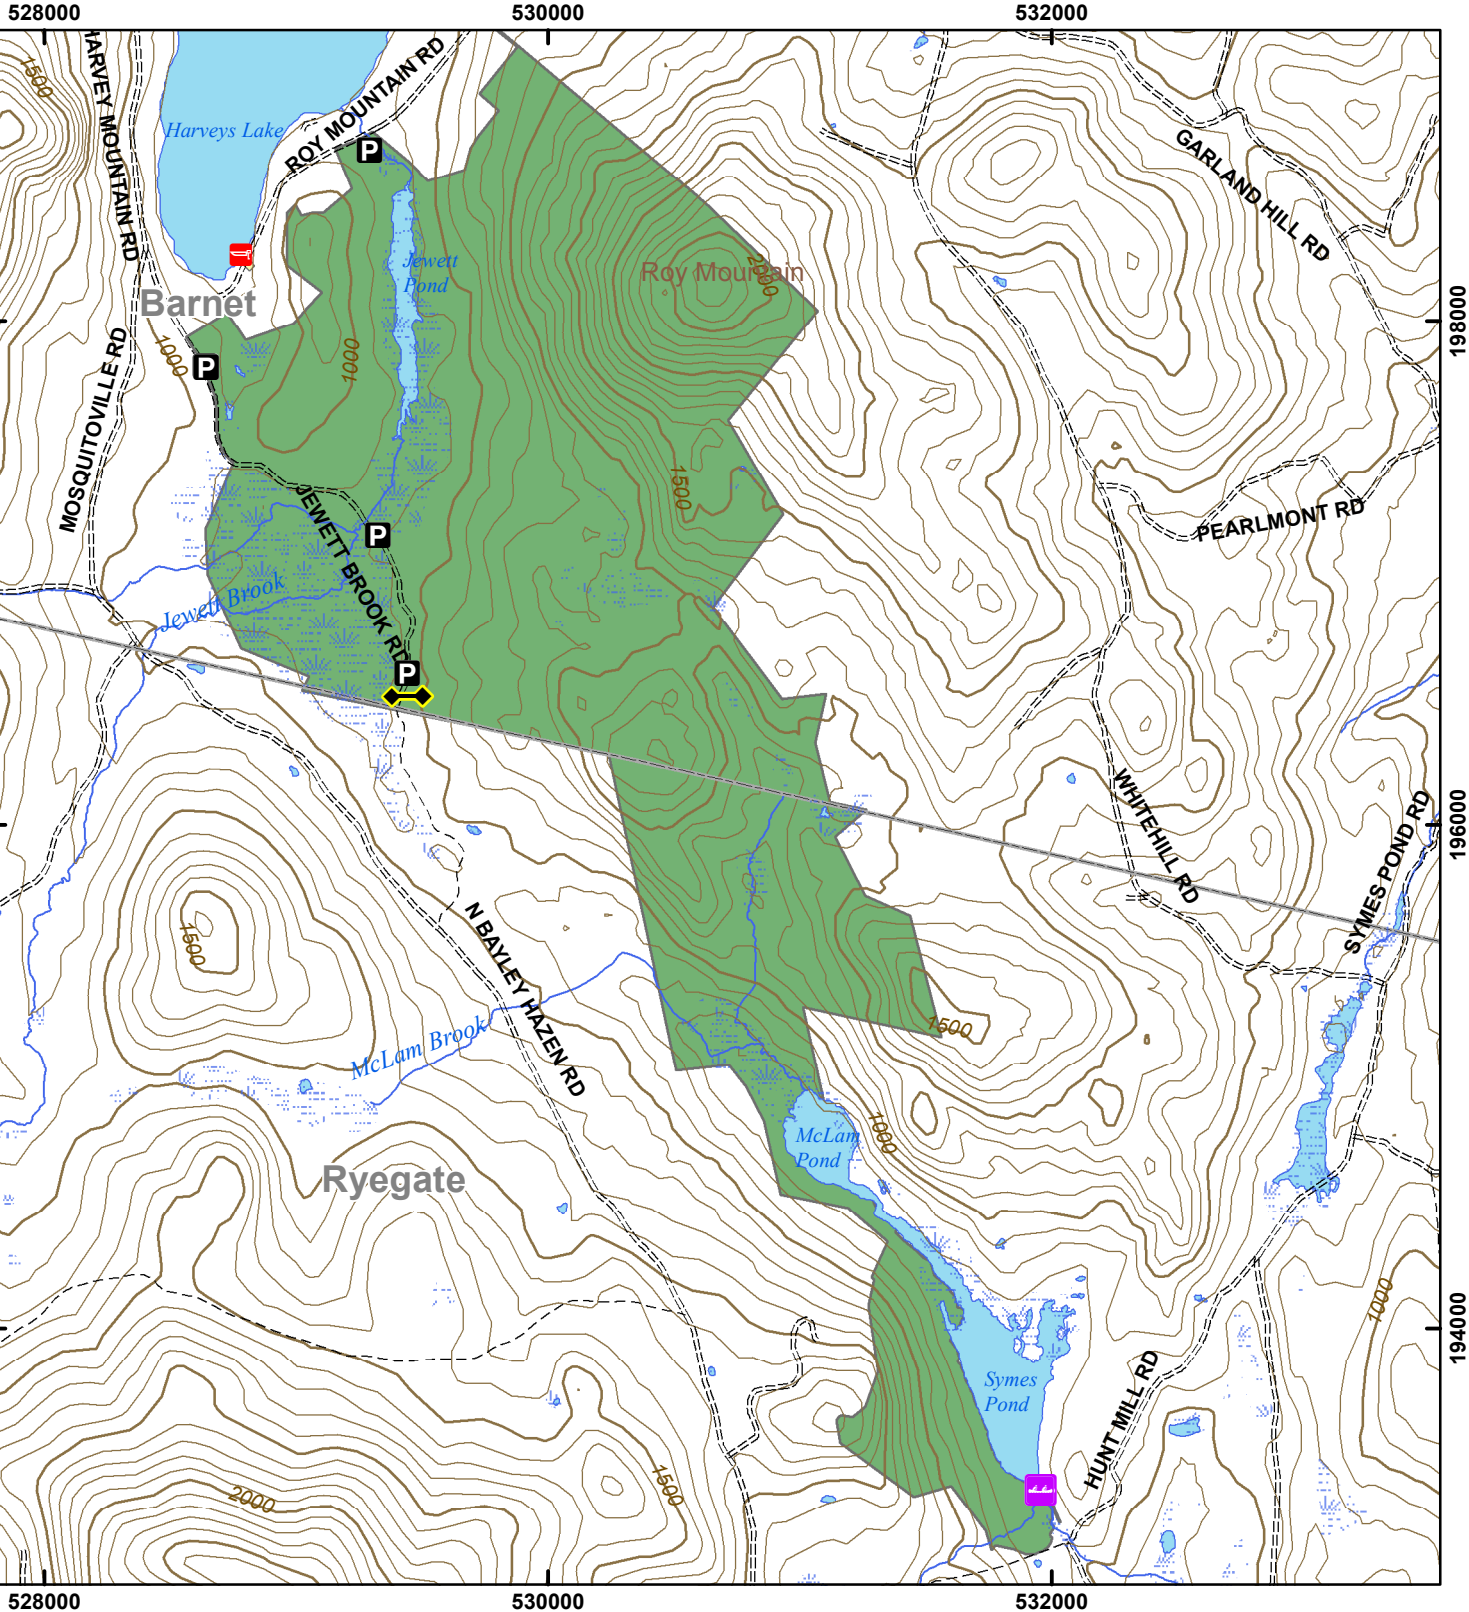 528000
530000
532000
1500
HARVEY MOUNTAIN RD
ROY MOUNTAIN RD
Harveys Lake
P
GARLAND HILL RD
Jewett
Pond
2000
Roy Mountain
Barnet
198000
1000
P
1000
MOSQUITOVILLE RD
1500
JEWETT BROOK RD
PEARLMONT RD
P
Jewett Brook
P
WHITEHILL RD
SYMES POND RD
196000
1500
N BAYLEY HAZEN RD
McLam Brook
1500
McLam
Pond
1000
Ryegate
1000
194000
Symes
Pond
HUNT MILL RD
2000
1500
528000
530000
532000